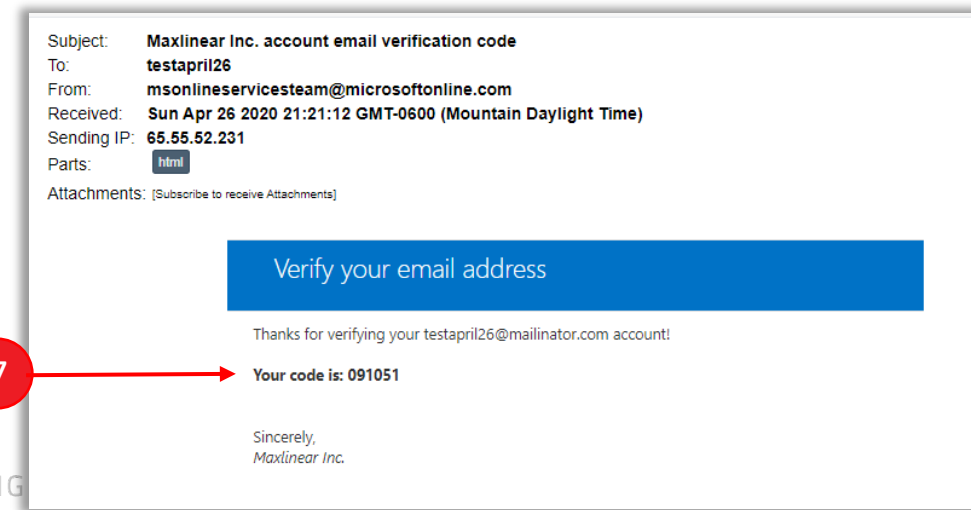 Subject: Maxlinear Inc. account email verification code
To: testapril26
From: msonlineservicesteam@microsoftonline.com
Received: Sun Apr 26 2020 21:21:12 GMT-0600 (Mountain Daylight Time)
Sending IP: 65.55.52.231
Parts: html
Attachments: [Subscribe to receive Attachments]
Verify your email address
Thanks for verifying your testapril26@mailinator.com account!
7
Your code is: 091051
Sincerely,
Maxlinear Inc.
G